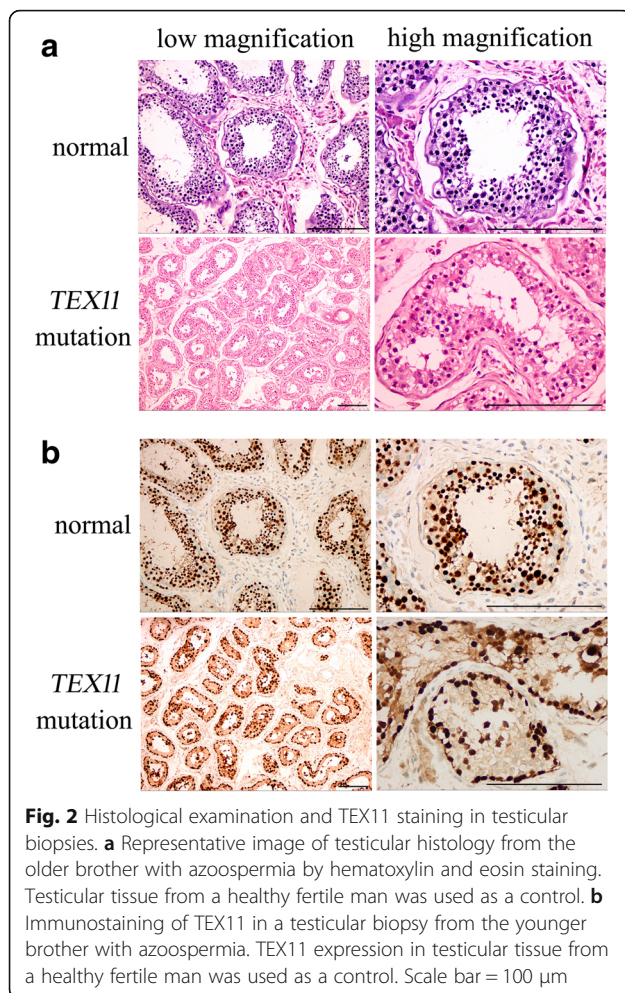 a
low magnification
high magnification
normal
TEX11
mutation
b
normal
TEX11
mutation
Fig. 2 Histological examination and TEX11 staining in testicular
biopsies. a Representative image of testicular histology from the
older brother with azoospermia by hematoxylin and eosin staining.
Testicular tissue from a healthy fertile man was used as a control. b
Immunostaining of TEX11 in a testicular biopsy from the younger
brother with azoospermia. TEX11 expression in testicular tissue from
a healthy fertile man was used as a control. Scale bar = 100 μm